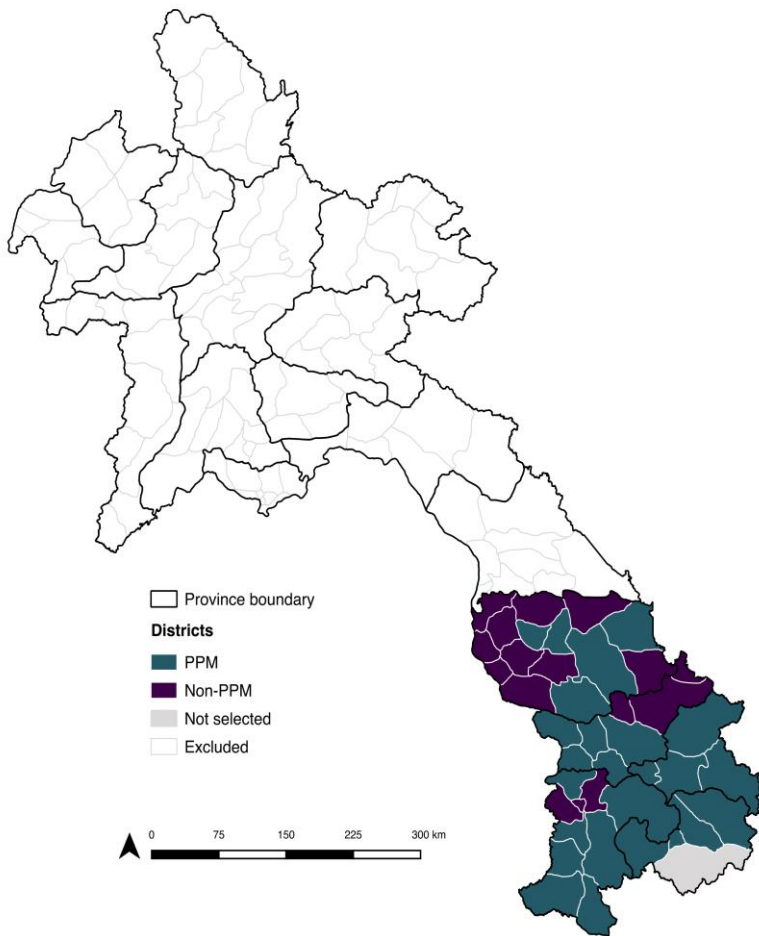 Province boundary
Districts
PPM
Non-PPM
Not selected
Excluded
0 75 150 225 300 km